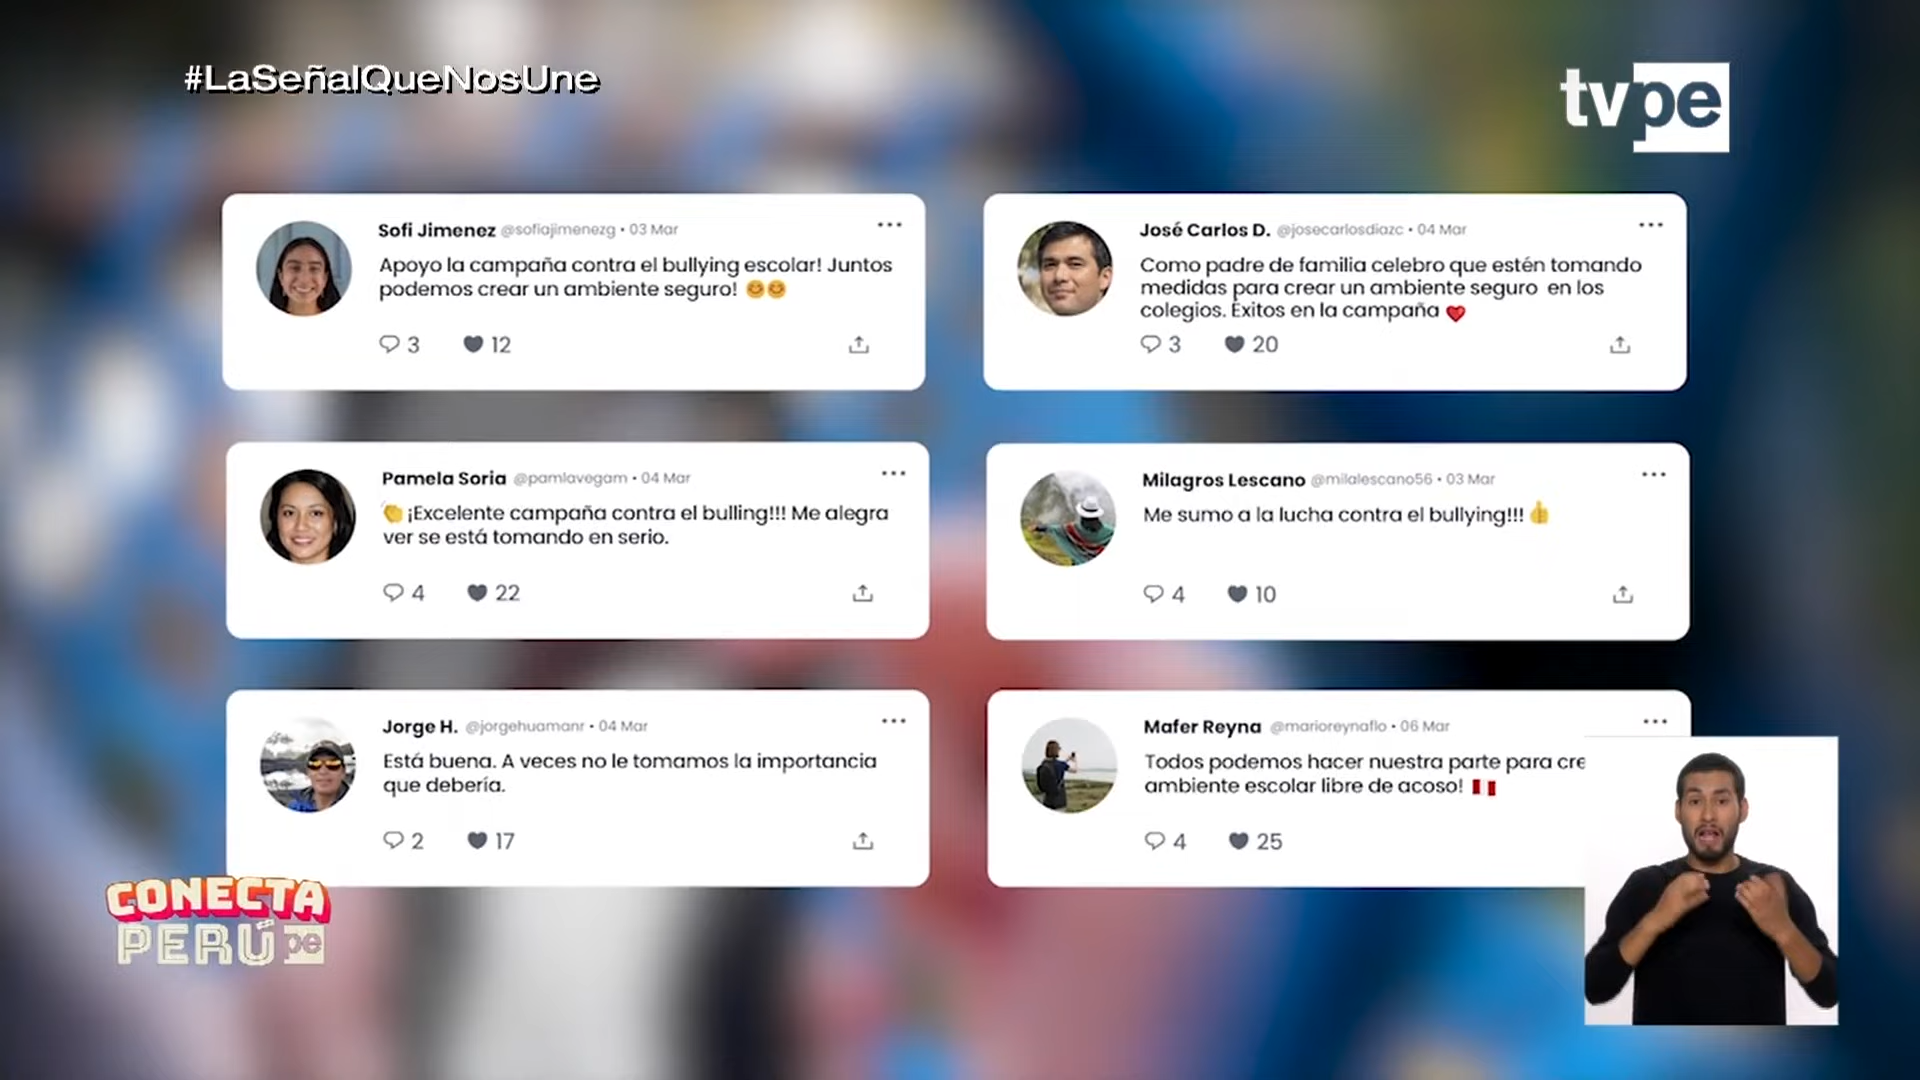 #LaSeñalQueNosUne
tvpe
Sofi Jimenez @sofiajimenezg • 03 Mar
Apoyo la campaña contra el bullying escolar! Juntos
podemos crear un ambiente seguro! 😊😊
3 12
José Carlos D. @josecarlosdiazc • 04 Mar
Como padre de familia celebro que estén tomando
medidas para crear un ambiente seguro en los
colegios. Éxitos en la campaña ❤️
3 20
Pamela Soria @pamlavegam • 04 Mar
👏 ¡Excelente campaña contra el bulling!!! Me alegra
ver se está tomando en serio.
4 22
Milagros Lescano @milalescano56 • 03 Mar
Me sumo a la lucha contra el bullying!!! 👍
4 10
Jorge H. @jorgehuamanr • 04 Mar
Está buena. A veces no le tomamos la importancia
que debería.
2 17
Mafer Reyna @marioreynaflo • 06 Mar
Todos podemos hacer nuestra parte para cre
ambiente escolar libre de acoso! 🇵🇪
4 25
CONECTA
PERÚ pe